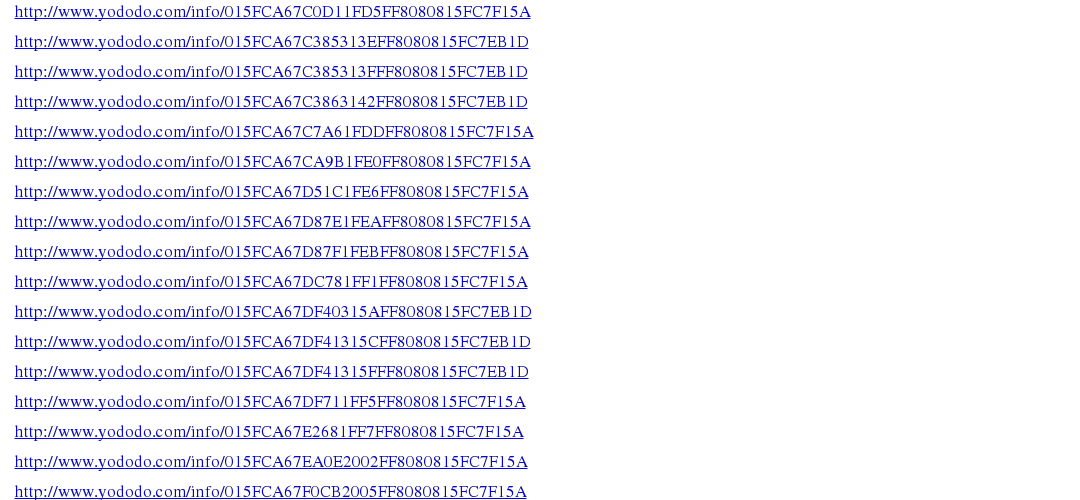 http://www.yododo.com/info/015FCA67C0D11FD5FF8080815FC7F15A
http://www.yododo.com/info/015FCA67C385313EFF8080815FC7EB1D
http://www.yododo.com/info/015FCA67C385313FFF8080815FC7EB1D
http://www.yododo.com/info/015FCA67C3863142FF8080815FC7EB1D
http://www.yododo.com/info/015FCA67C7A61FDDFF8080815FC7F15A
http://www.yododo.com/info/015FCA67CA9B1FE0FF8080815FC7F15A
http://www.yododo.com/info/015FCA67D51C1FE6FF8080815FC7F15A
http://www.yododo.com/info/015FCA67D87E1FEAFF8080815FC7F15A
http://www.yododo.com/info/015FCA67D87F1FEBFF8080815FC7F15A
http://www.yododo.com/info/015FCA67DC781FF1FF8080815FC7F15A
http://www.yododo.com/info/015FCA67DF40315AFF8080815FC7EB1D
http://www.yododo.com/info/015FCA67DF41315CFF8080815FC7EB1D
http://www.yododo.com/info/015FCA67DF41315FFF8080815FC7EB1D
http://www.yododo.com/info/015FCA67DF711FF5FF8080815FC7F15A
http://www.yododo.com/info/015FCA67E2681FF7FF8080815FC7F15A
http://www.yododo.com/info/015FCA67EA0E2002FF8080815FC7F15A
http://www.yododo.com/info/015FCA67F0CB2005FF8080815FC7F15A